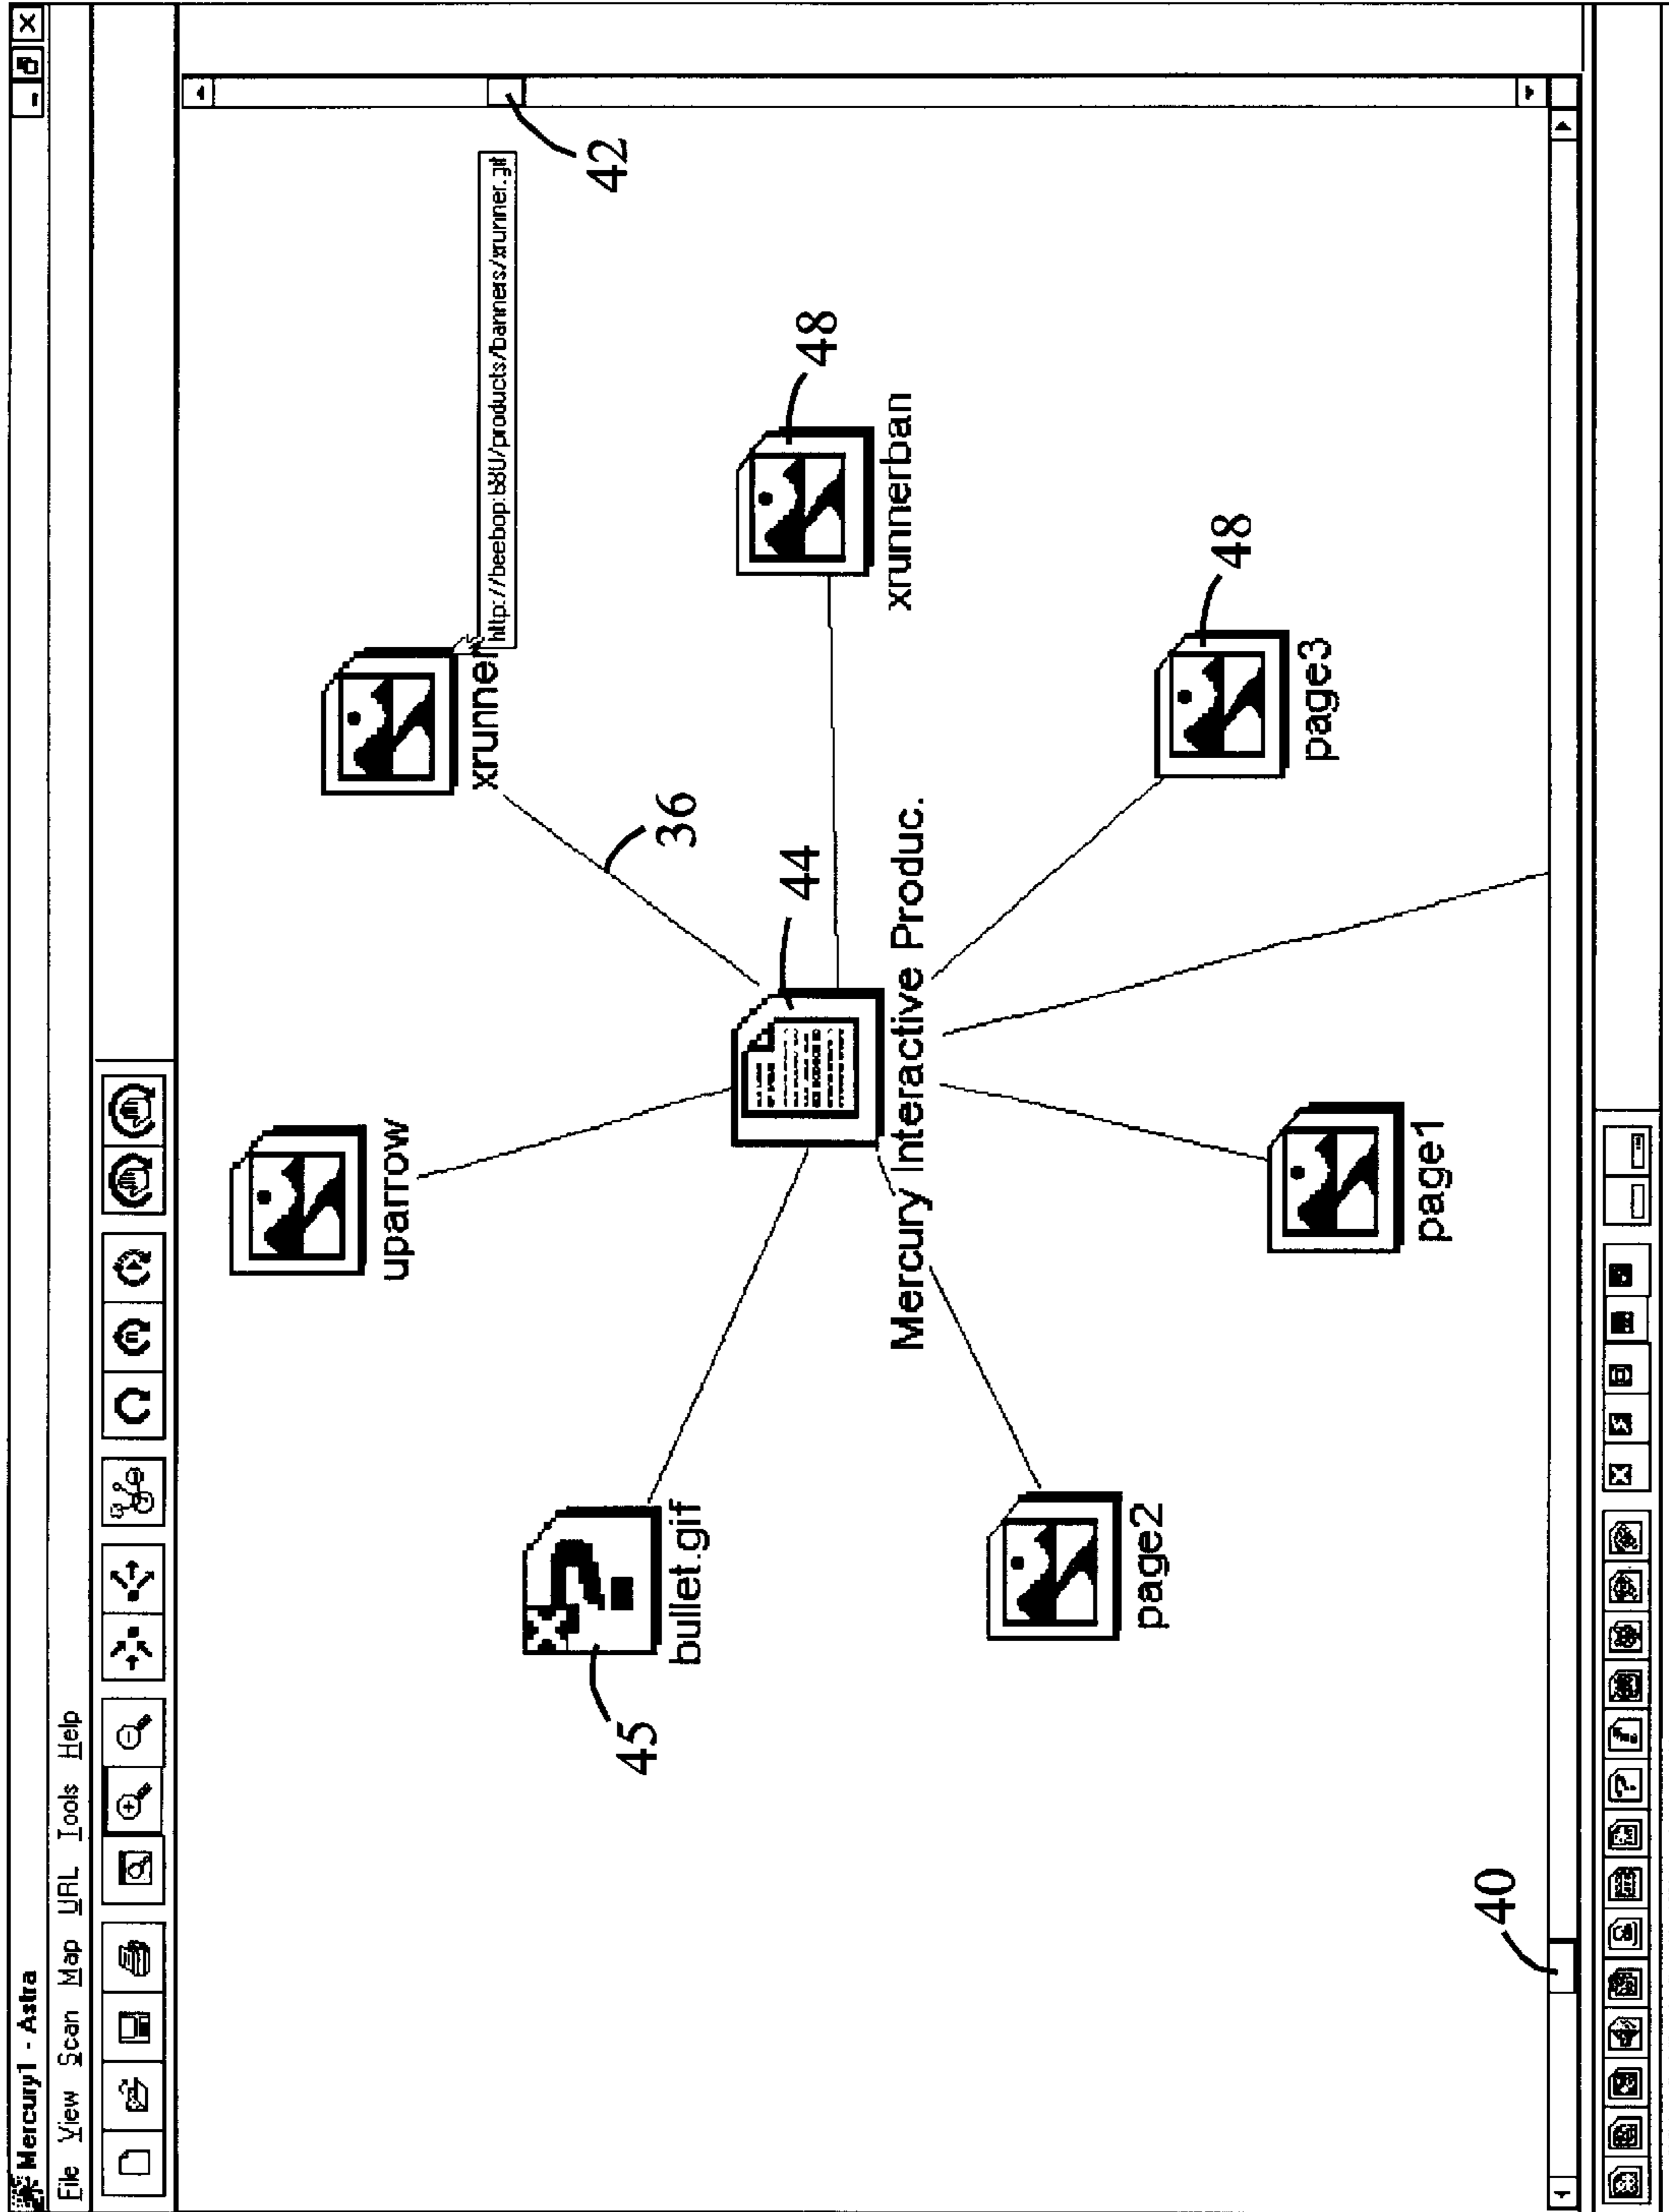 Mercury1 - Astra
File View Scan Map URL Tools Help
uparrow
xrunner
http://beebop:880/products/banners/xrunner.gif
42
36
bullet.gif
45
44
48
xrunnerban
Mercury Interactive Produc.
48
page2
page3
page1
40